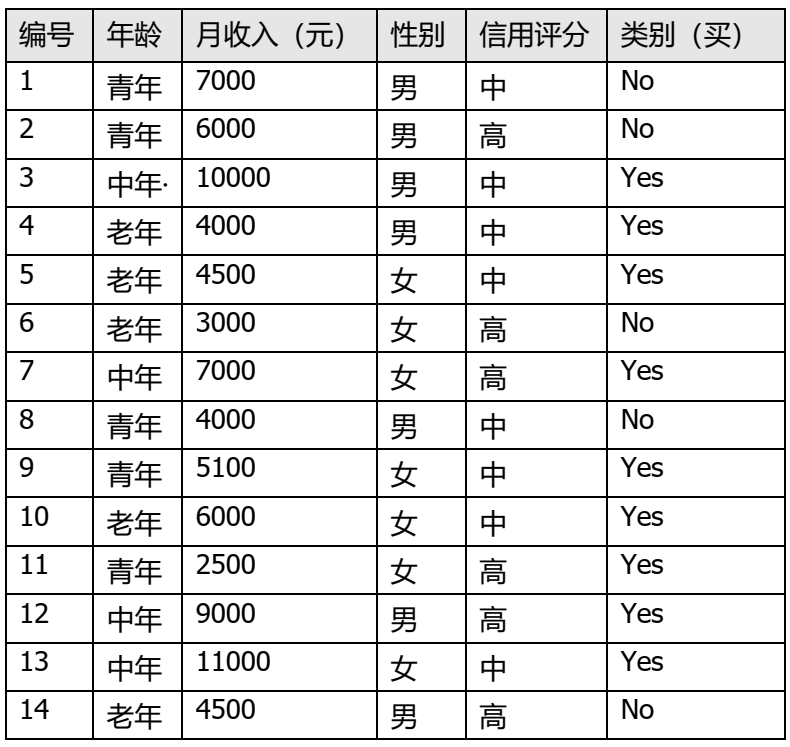 编号 年龄 月收入（元） 性别 信用评分 类别（买）
1 青年 7000 男 中 No
2 青年 6000 男 高 No
3 中年· 10000 男 中 Yes
4 老年 4000 男 中 Yes
5 老年 4500 女 中 Yes
6 老年 3000 女 高 No
7 中年 7000 女 高 Yes
8 青年 4000 男 中 No
9 青年 5100 女 中 Yes
10 老年 6000 女 中 Yes
11 青年 2500 女 高 Yes
12 中年 9000 男 高 Yes
13 中年 11000 女 中 Yes
14 老年 4500 男 高 No